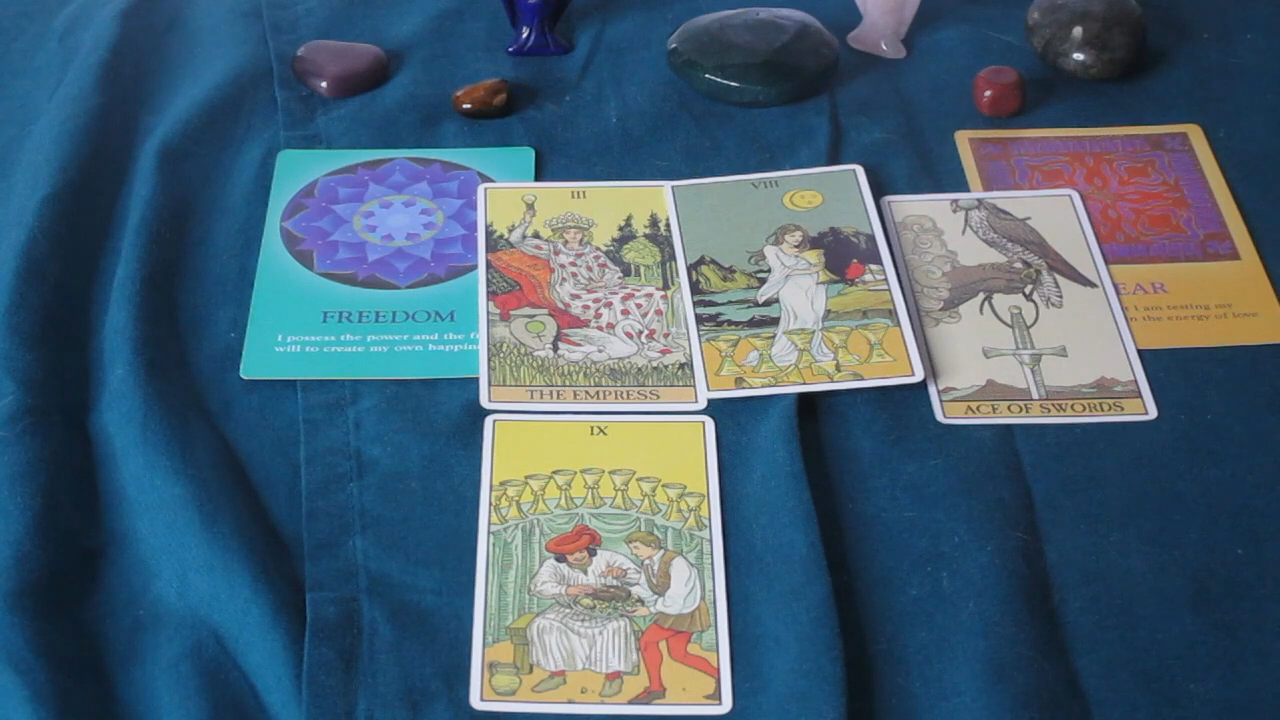 FREEDOM
I possess the power and the
will to create my own
III
THE EMPRESS
VIII
ACE OF SWORDS
EAR
I am testing my
the energy of love
IX